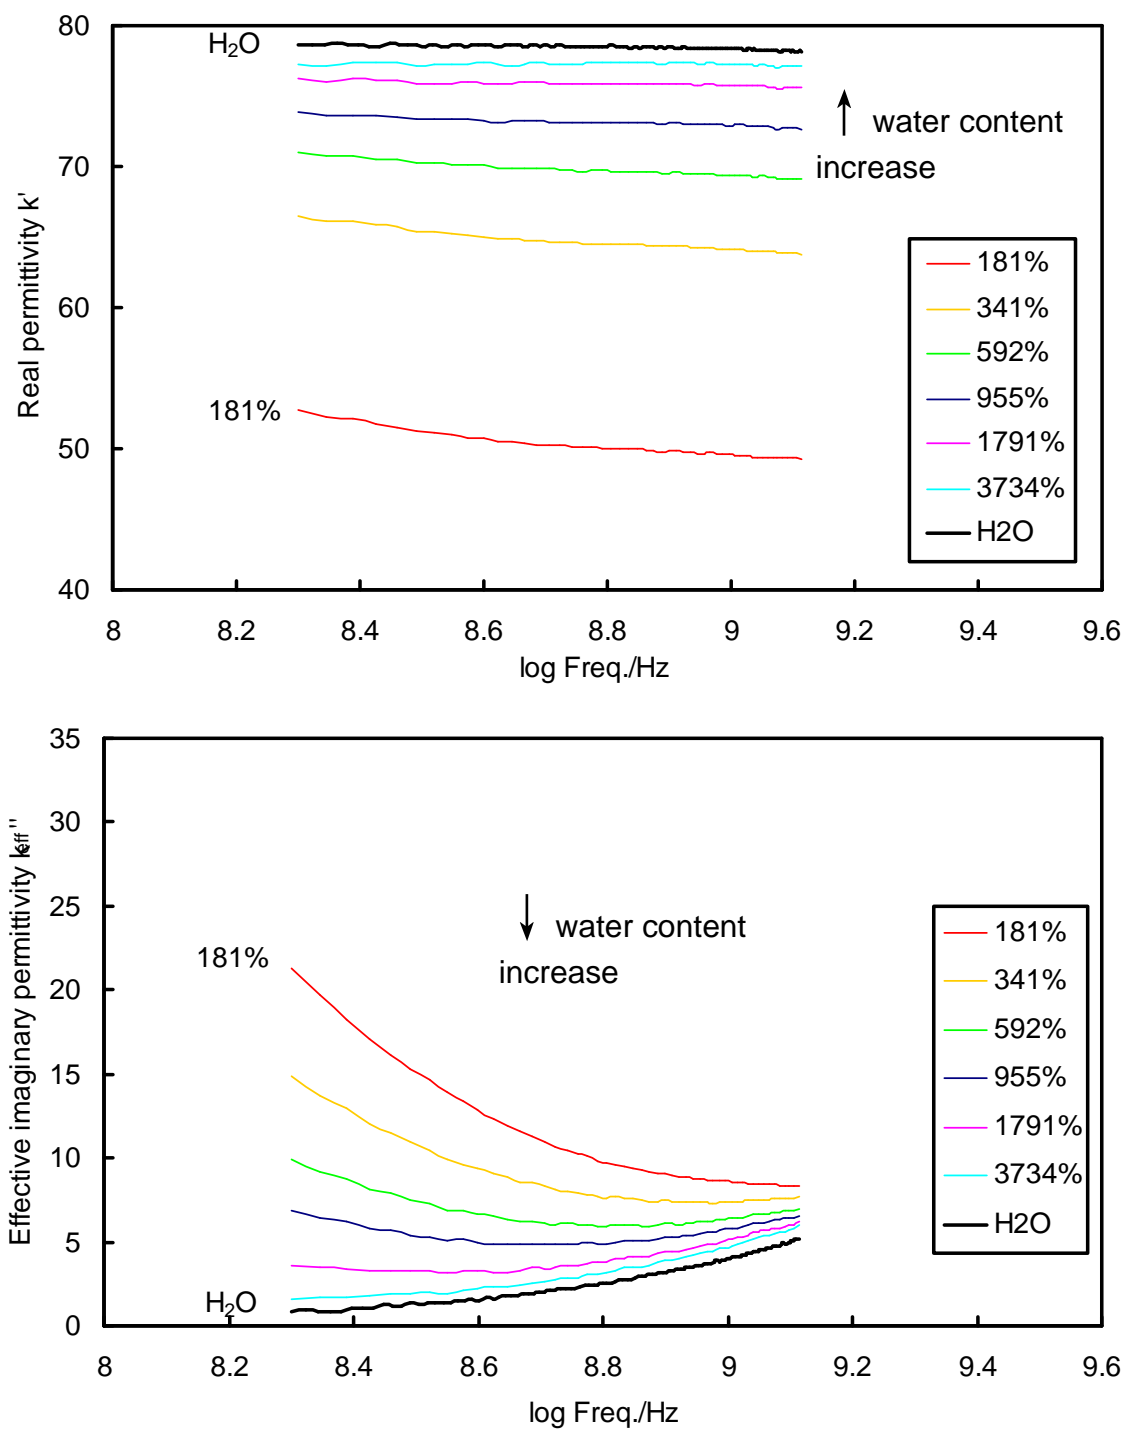 80
H₂O
water content
increase
70
Real permittivity k'
181%
341%
60
592%
955%
1791%
181%
3734%
50
H2O
40
8 8.2 8.4 8.6 8.8 9 9.2 9.4 9.6
log Freq./Hz
35
30
Effective imaginary permittivity keff"
25
water content
increase
181%
181%
20
341%
592%
15
955%
1791%
10
3734%
H2O
5
H₂O
0
8 8.2 8.4 8.6 8.8 9 9.2 9.4 9.6
log Freq./Hz